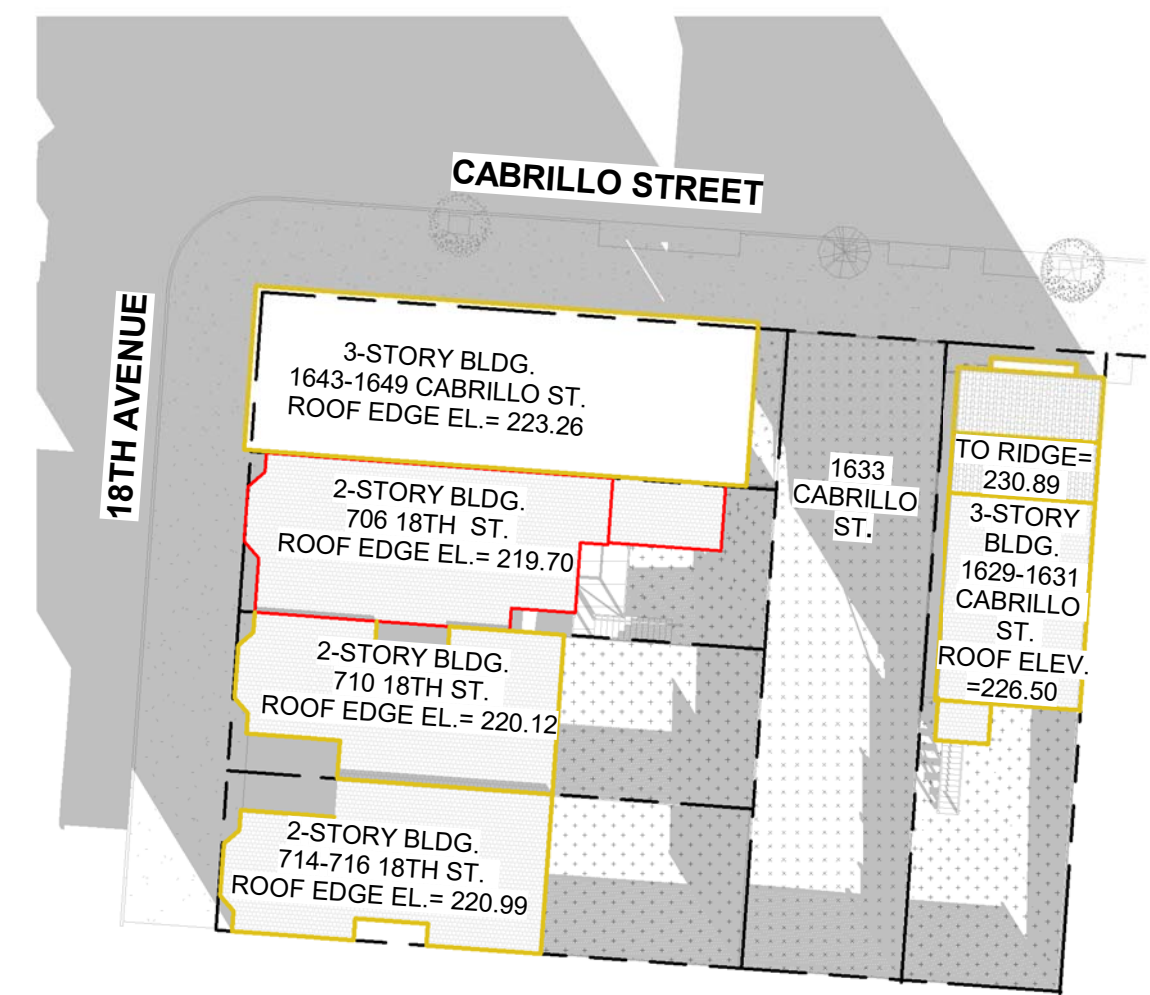 CABRILLO STREET
18TH AVENUE
3-STORY BLDG.
1643-1649 CABRILLO ST.
ROOF EDGE EL.= 223.26
2-STORY BLDG.
706 18TH ST.
ROOF EDGE EL.= 219.70
2-STORY BLDG.
710 18TH ST.
ROOF EDGE EL.= 220.12
2-STORY BLDG.
714-716 18TH ST.
ROOF EDGE EL.= 220.99
1633
CABRILLO
ST.
TO RIDGE=
230.89
3-STORY
BLDG.
1629-1631
CABRILLO
ST.
ROOF ELEV.
=226.50